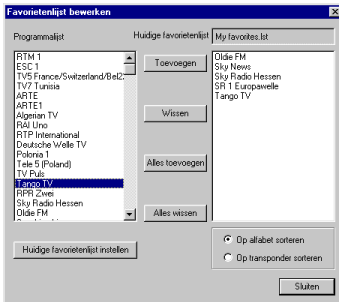 Favorietenlijst bewerken
Programmalijst
Huidige favorietenlijst
My favorites.lst
RTM 1
ESC 1
TV5 France/Switzerland/Bel2
TV7 Tunisia
ARTE
ARTE1
Algerian TV
RAI Uno
RTP International
Deutsche Welle TV
Polonia 1
Tele 5 (Poland)
TV Puls
Tango TV
RPR Zwei
Sky Radio Hessen
Oldie FM
Toevoegen
Wissen
Alles toevoegen
Alles wissen
Oldie FM
Sky News
Sky Radio Hessen
SR 1 Europawelle
Tango TV
Huidige favorietenlijst instellen
Op alfabet sorteren
Op transponder sorteren
Sluiten